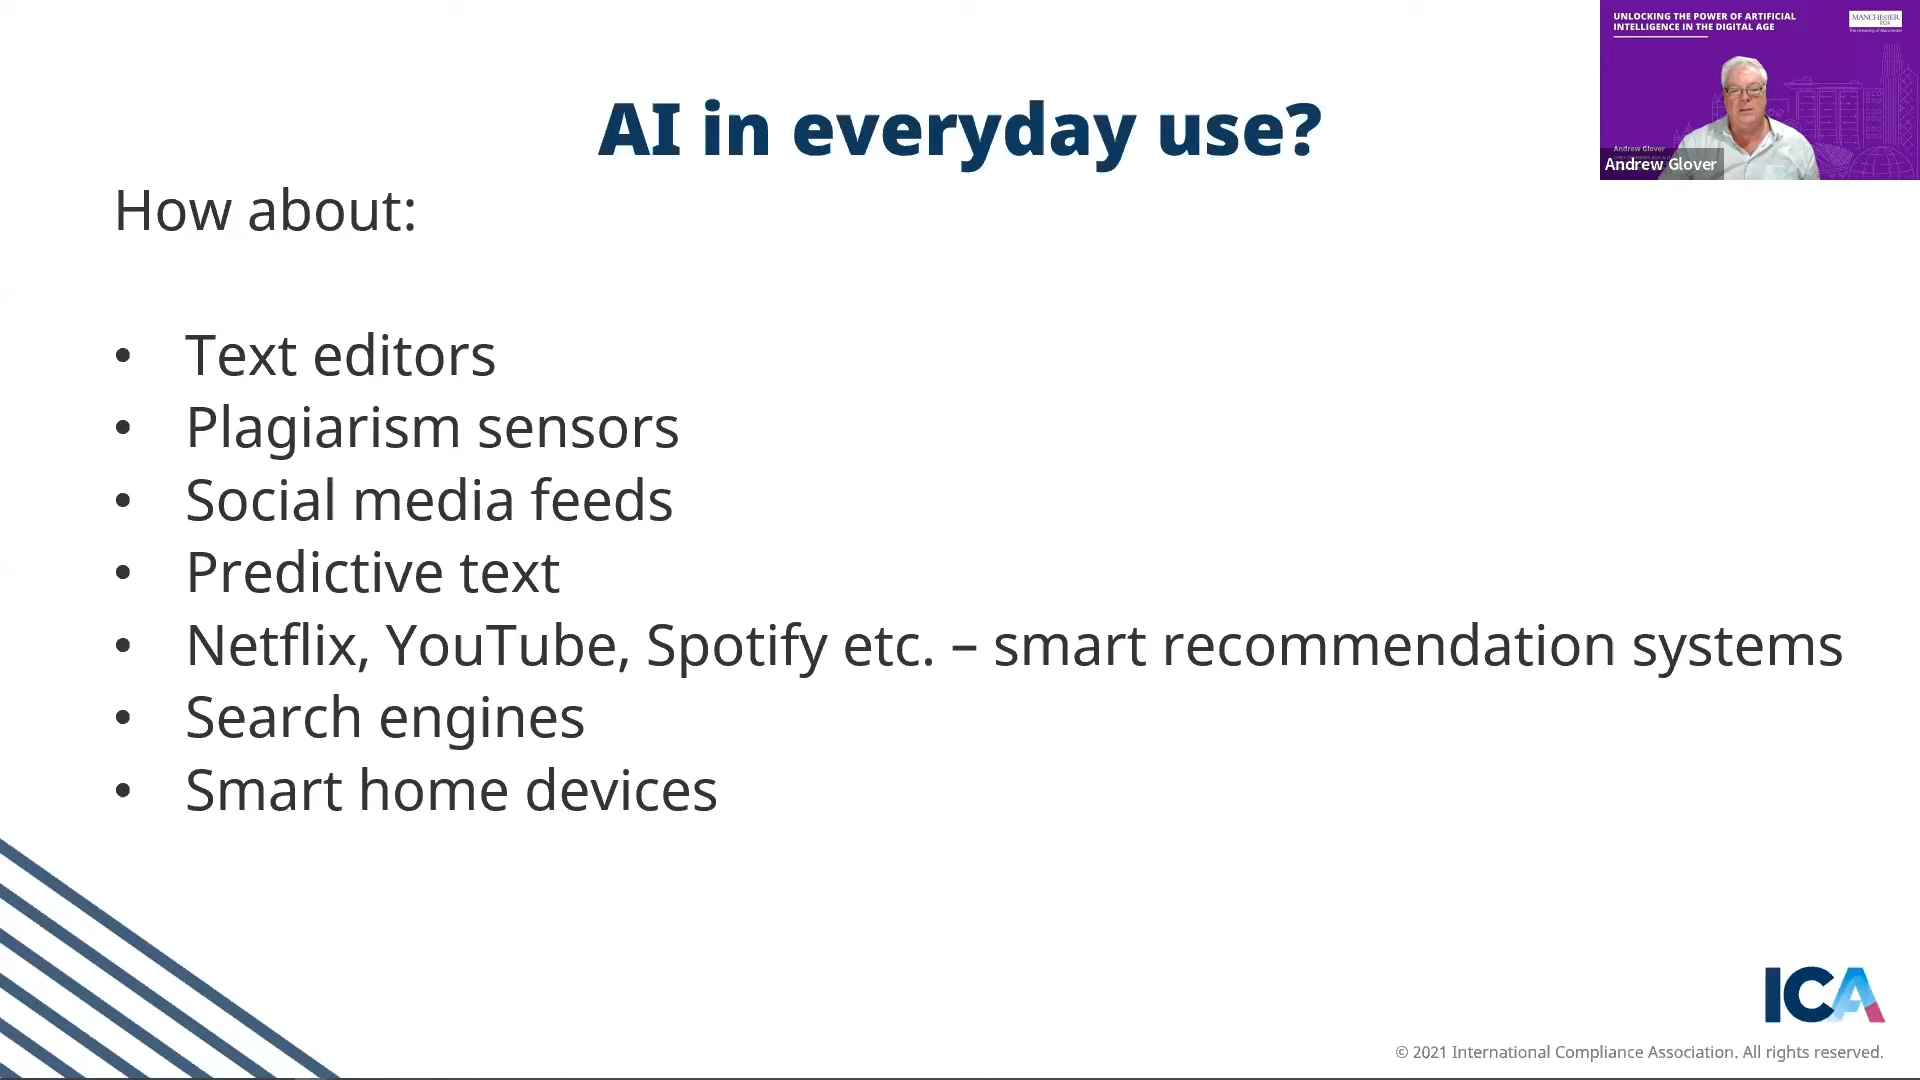 UNLOCKING THE POWER OF ARTIFICIAL
INTELLIGENCE IN THE DIGITAL AGE
MANCHESTER
1824
The University of Manchester
Andrew Glover
Andrew Glover
AI in everyday use?
How about:
• Text editors
• Plagiarism sensors
• Social media feeds
• Predictive text
• Netflix, YouTube, Spotify etc. – smart recommendation systems
• Search engines
• Smart home devices
ICA
© 2021 International Compliance Association. All rights reserved.